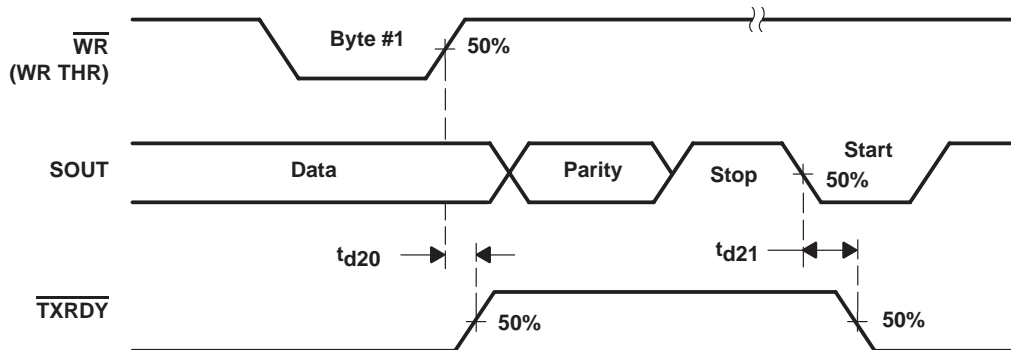 WR
(WR THR)
Byte #1
50%
SOUT
Data
Parity
Stop
Start
50%
td20
td21
TXRDY
50%
50%